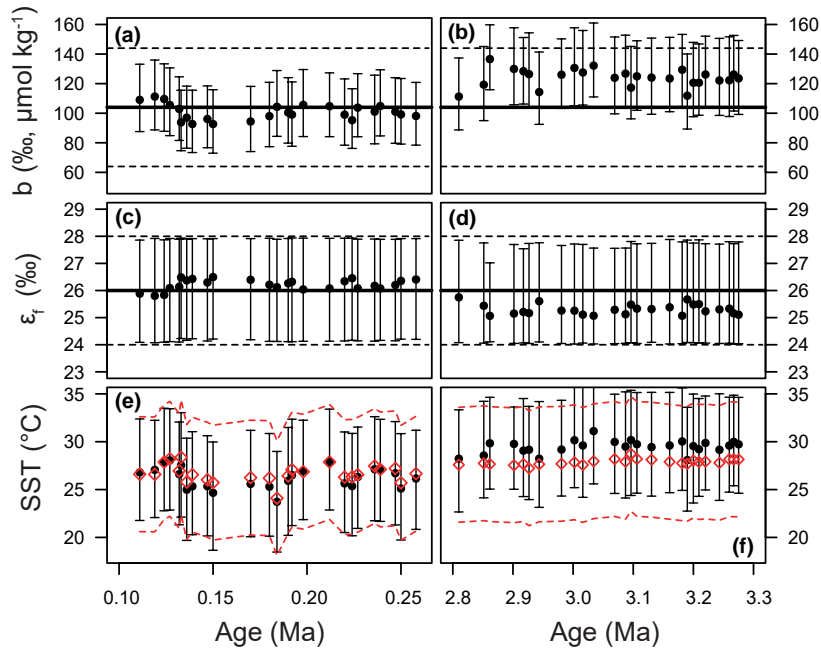 160 (a) (b) 160
140 140
120 120
100 100
80 80
60 60
b (‰, μmol kg⁻¹)
29 (c) (d) 29
28 28
27 27
26 26
25 25
24 24
23 23
εf (‰)
35 (e) 35
30 30
25 25
20 (f) 20
SST (°C)
0.10 0.15 0.20 0.25 2.8 2.9 3.0 3.1 3.2 3.3
Age (Ma) Age (Ma)